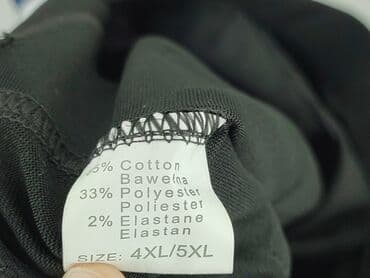 5% Cotton
Bawełna
33% Polyester
Poliester
2% Elastane
Elastan
SIZE: 4XL/5XL